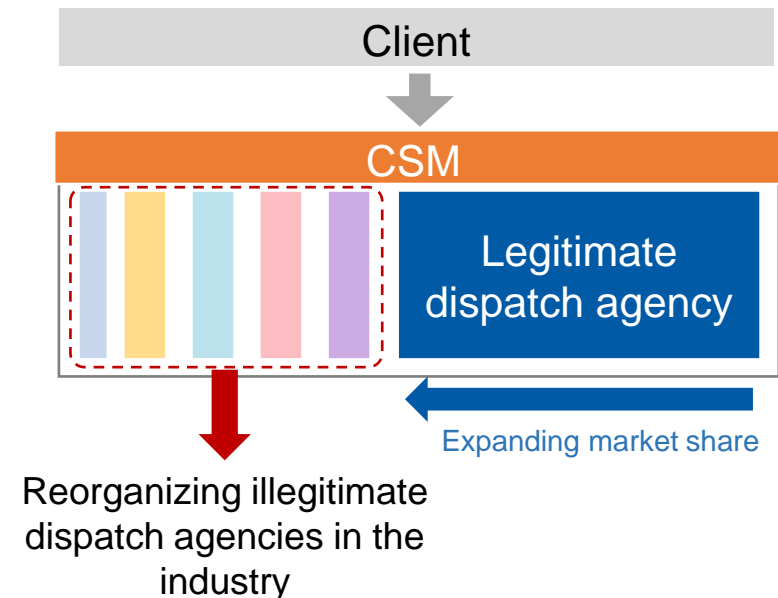 Client
CSM
Legitimate
dispatch agency
Expanding market share
Reorganizing illegitimate
dispatch agencies in the
industry